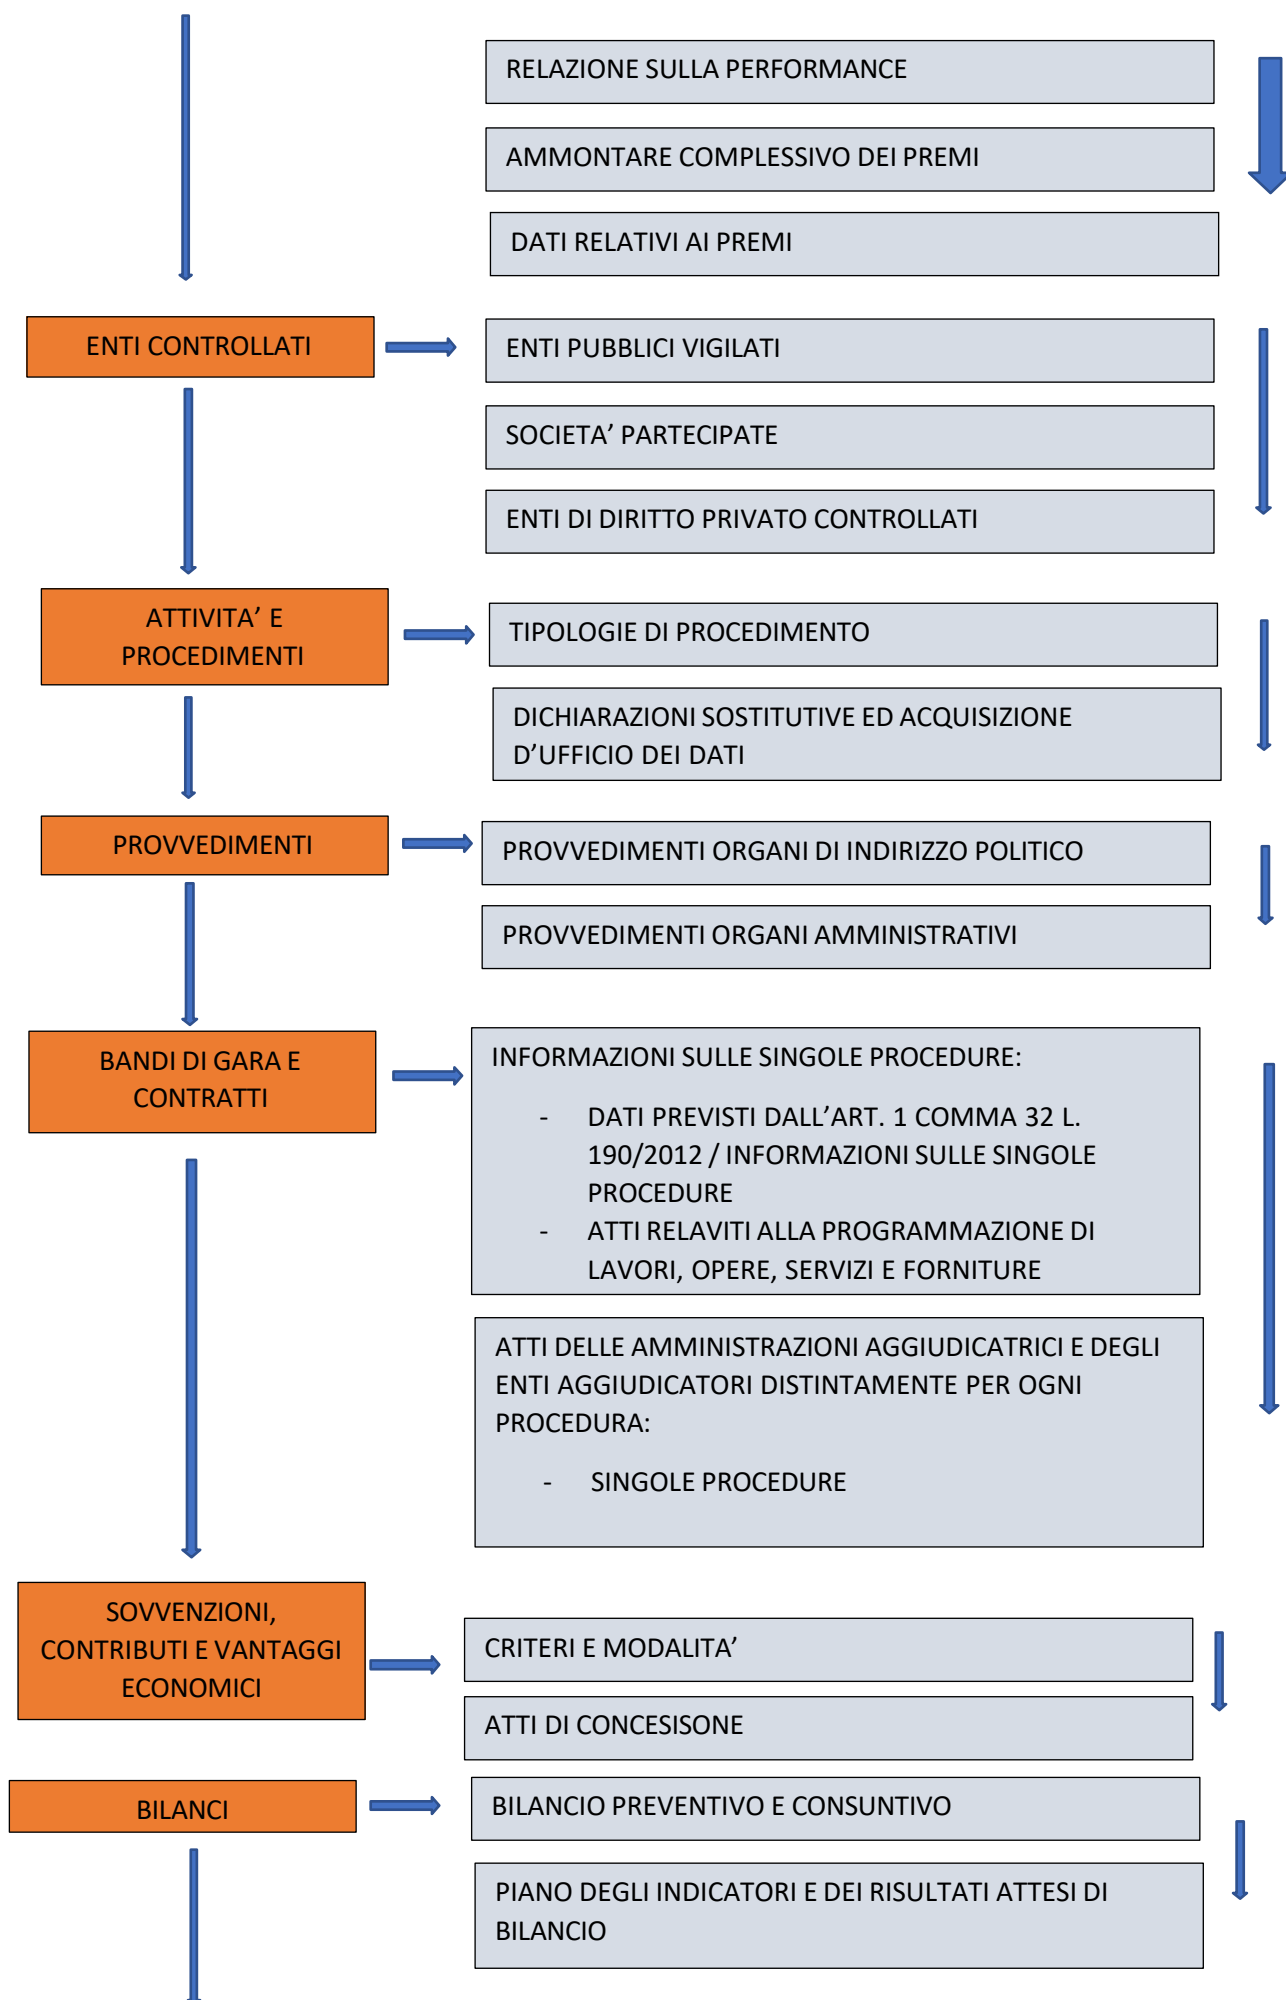 RELAZIONE SULLA PERFORMANCE
AMMONTARE COMPLESSIVO DEI PREMI
DATI RELATIVI AI PREMI
ENTI CONTROLLATI
ENTI PUBBLICI VIGILATI
SOCIETA’ PARTECIPATE
ENTI DI DIRITTO PRIVATO CONTROLLATI
ATTIVITA’ E
PROCEDIMENTI
TIPOLOGIE DI PROCEDIMENTO
DICHIARAZIONI SOSTITUTIVE ED ACQUISIZIONE
D’UFFICIO DEI DATI
PROVVEDIMENTI
PROVVEDIMENTI ORGANI DI INDIRIZZO POLITICO
PROVVEDIMENTI ORGANI AMMINISTRATIVI
BANDI DI GARA E
CONTRATTI
INFORMAZIONI SULLE SINGOLE PROCEDURE:
- DATI PREVISTI DALL’ART. 1 COMMA 32 L.
190/2012 / INFORMAZIONI SULLE SINGOLE
PROCEDURE
- ATTI RELAVITI ALLA PROGRAMMAZIONE DI
LAVORI, OPERE, SERVIZI E FORNITURE
ATTI DELLE AMMINISTRAZIONI AGGIUDICATRICI E DEGLI
ENTI AGGIUDICATORI DISTINTAMENTE PER OGNI
PROCEDURA:
- SINGOLE PROCEDURE
SOVVENZIONI,
CONTRIBUTI E VANTAGGI
ECONOMICI
CRITERI E MODALITA’
ATTI DI CONCESISONE
BILANCI
BILANCIO PREVENTIVO E CONSUNTIVO
PIANO DEGLI INDICATORI E DEI RISULTATI ATTESI DI
BILANCIO